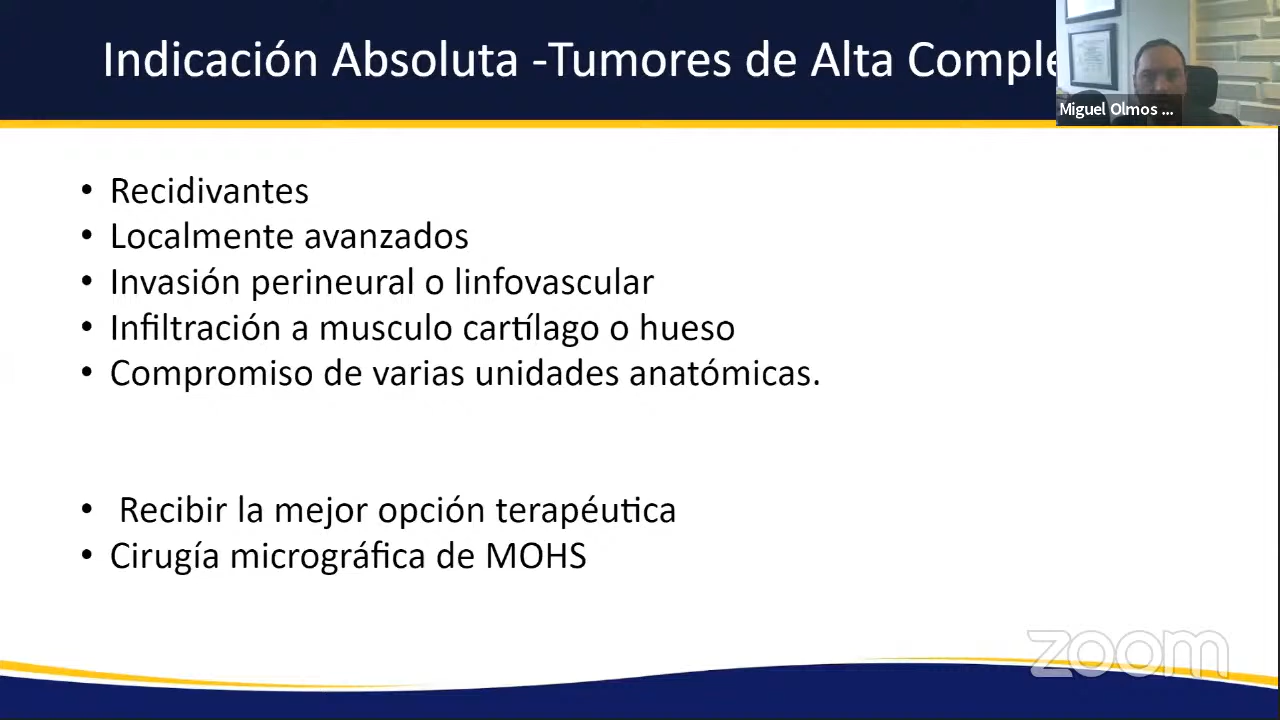 Indicación Absoluta -Tumores de Alta Comple
Miguel Olmos ...
• Recidivantes
• Localmente avanzados
• Invasión perineural o linfovascular
• Infiltración a musculo cartílago o hueso
• Compromiso de varias unidades anatómicas.
• Recibir la mejor opción terapéutica
• Cirugía micrográfica de MOHS
zoom